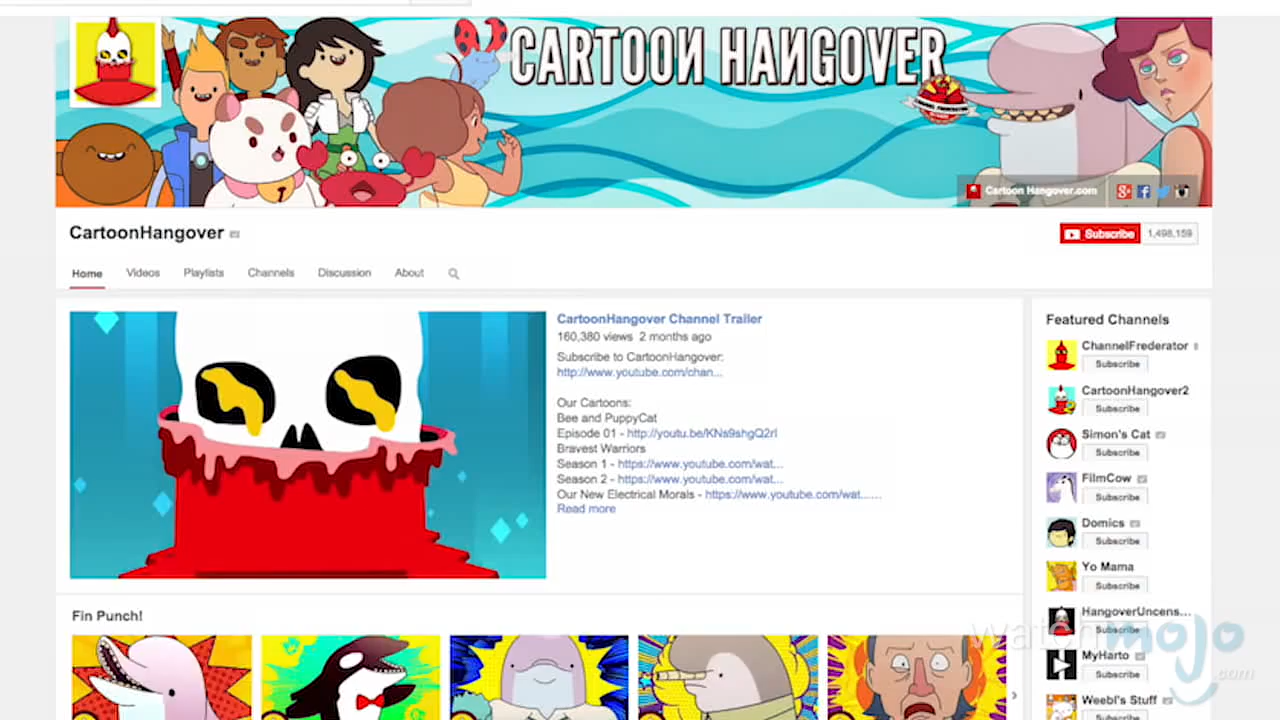 CARTOON HANGOVER
Cartoon Hangover.com
CartoonHangover
Subscribe 1,498,159
Home Videos Playlists Channels Discussion About
CartoonHangover Channel Trailer
160,380 views 2 months ago
Subscribe to CartoonHangover:
http://www.youtube.com/chan...
Our Cartoons:
Bee and PuppyCat
Episode 01 - http://youtu.be/KNs9shgQ2rI
Bravest Warriors
Season 1 - https://www.youtube.com/wat...
Season 2 - https://www.youtube.com/wat...
Our New Electrical Morals - https://www.youtube.com/wat......
Read more
Featured Channels
ChannelFrederator
Subscribe
CartoonHangover2
Subscribe
Simon's Cat
Subscribe
FilmCow
Subscribe
Domics
Subscribe
Yo Mama
Subscribe
HangoverUncens...
Subscribe
MyHarto
Subscribe
Weebl's Stuff
Subscribe
Fin Punch!
watchmojo
.com